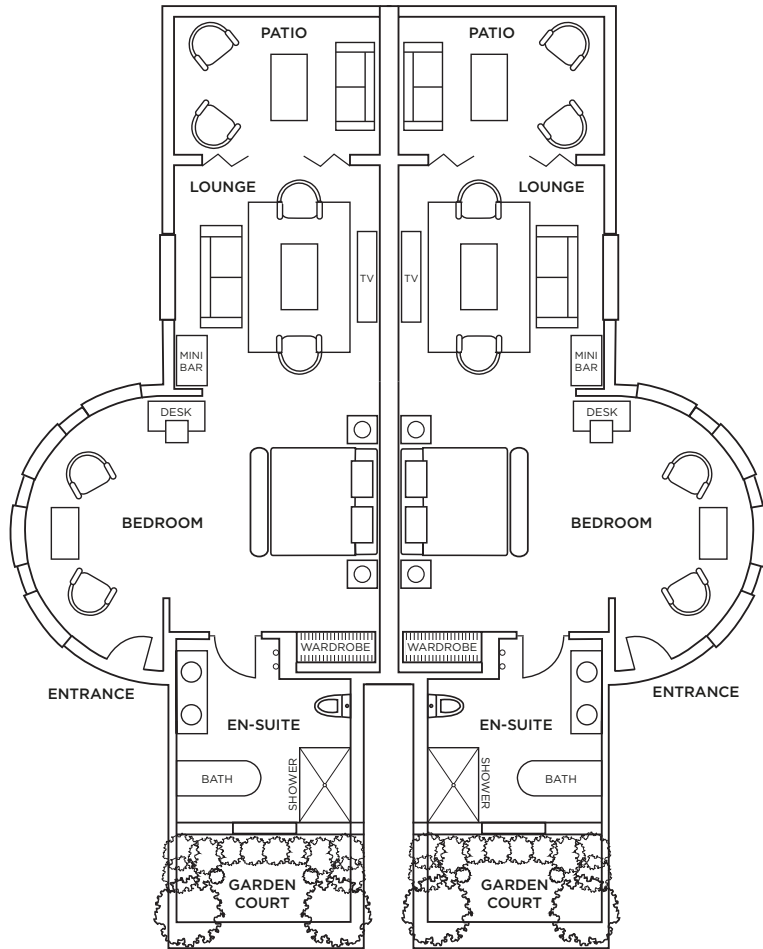 PATIO
PATIO
LOUNGE
LOUNGE
TV
TV
MINI
BAR
MINI
BAR
DESK
DESK
BEDROOM
BEDROOM
WARDROBE
WARDROBE
ENTRANCE
ENTRANCE
EN-SUITE
EN-SUITE
BATH
SHOWER
SHOWER
BATH
GARDEN
COURT
GARDEN
COURT